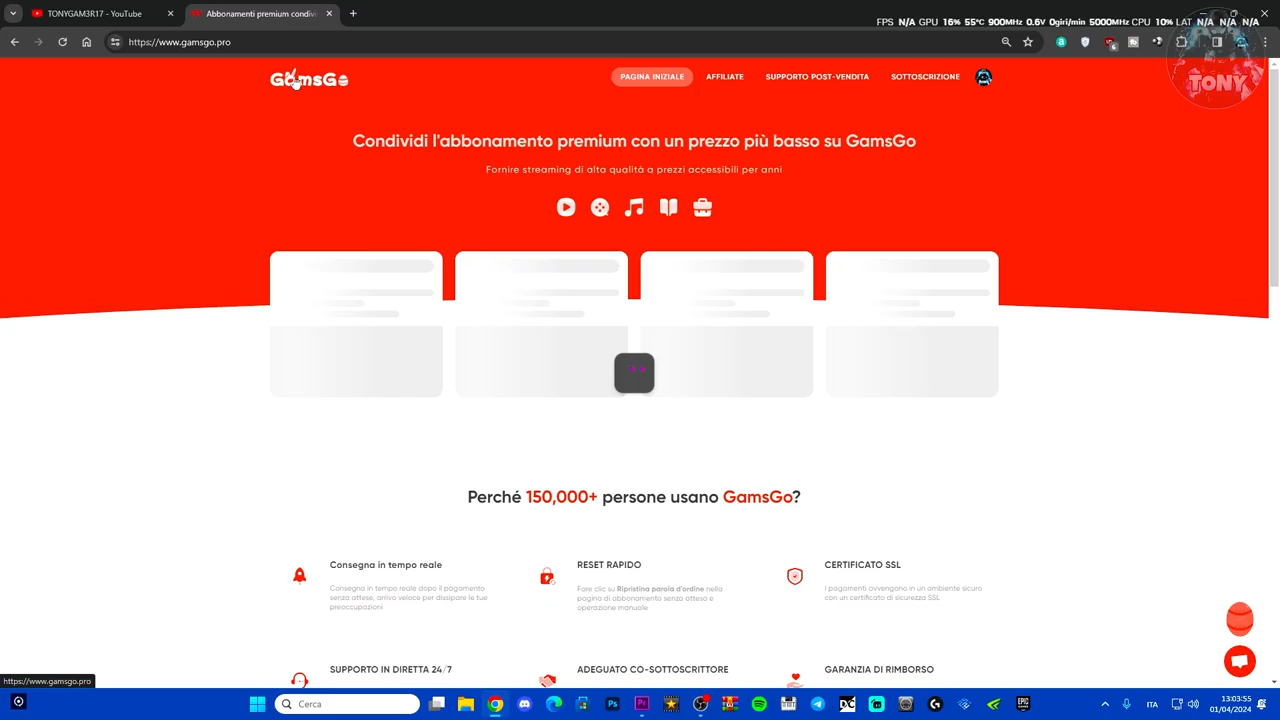 TONYGAM3R17 - YouTube
Abbonamenti premium condivi
FPS N/A GPU 16% 55°C 900MHz 0.6V 0giri/min 5000MHz CPU 10% LAT N/A N/A N/A
https://www.gamsgo.pro
GamsGo
PAGINA INIZIALE
AFFILIATE
SUPPORTO POST-VENDITA
SOTTOSCRIZIONE
TONY
Condividi l'abbonamento premium con un prezzo più basso su GamsGo
Fornire streaming di alta qualità a prezzi accessibili per anni
Perché 150,000+ persone usano GamsGo?
Consegna in tempo reale
Consegna in tempo reale dopo il pagamento
senza attese, arrivo veloce per dissipare le tue
preoccupazioni
RESET RAPIDO
Fare clic su Ripristina parola d'ordine nella
pagina di abbonamento senza atteso e
operazione manuale
CERTIFICATO SSL
I pagamenti avvengono in un ambiente sicuro
con un certificato di sicurezza SSL
SUPPORTO IN DIRETTA 24/7
ADEGUATO CO-SOTTOSCRITTORE
GARANZIA DI RIMBORSO
https://www.gamsgo.pro
Cerca
Ps
Pr
DC
EPIC
ITA
13:03:55
01/04/2024